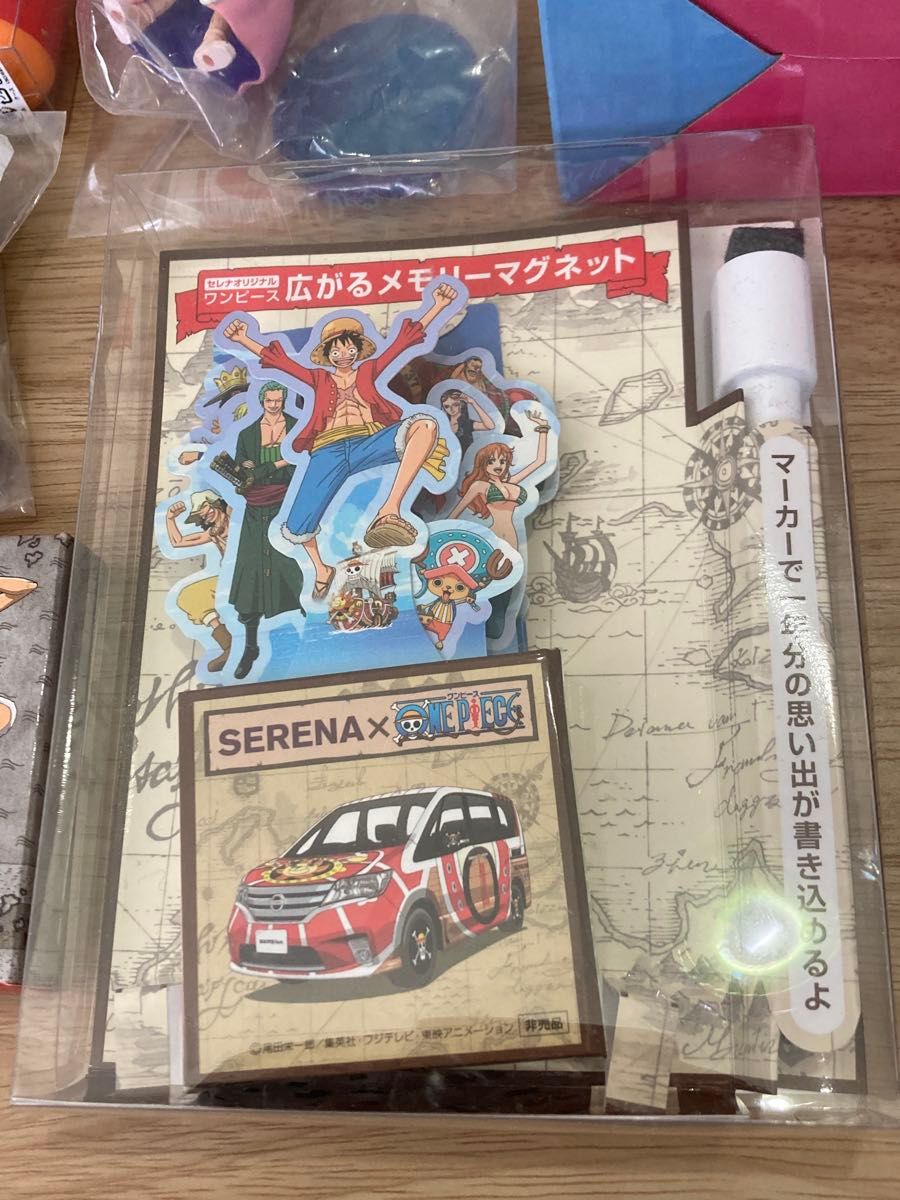 セレナオリジナル
ワンピース 広がるメモリーマグネット
マーカーで1年分の思い出が書き込めるよ
SERENA×ONE PIECE
ワンピース
©尾田栄一郎/集英社・フジテレビ・東映アニメーション 非売品